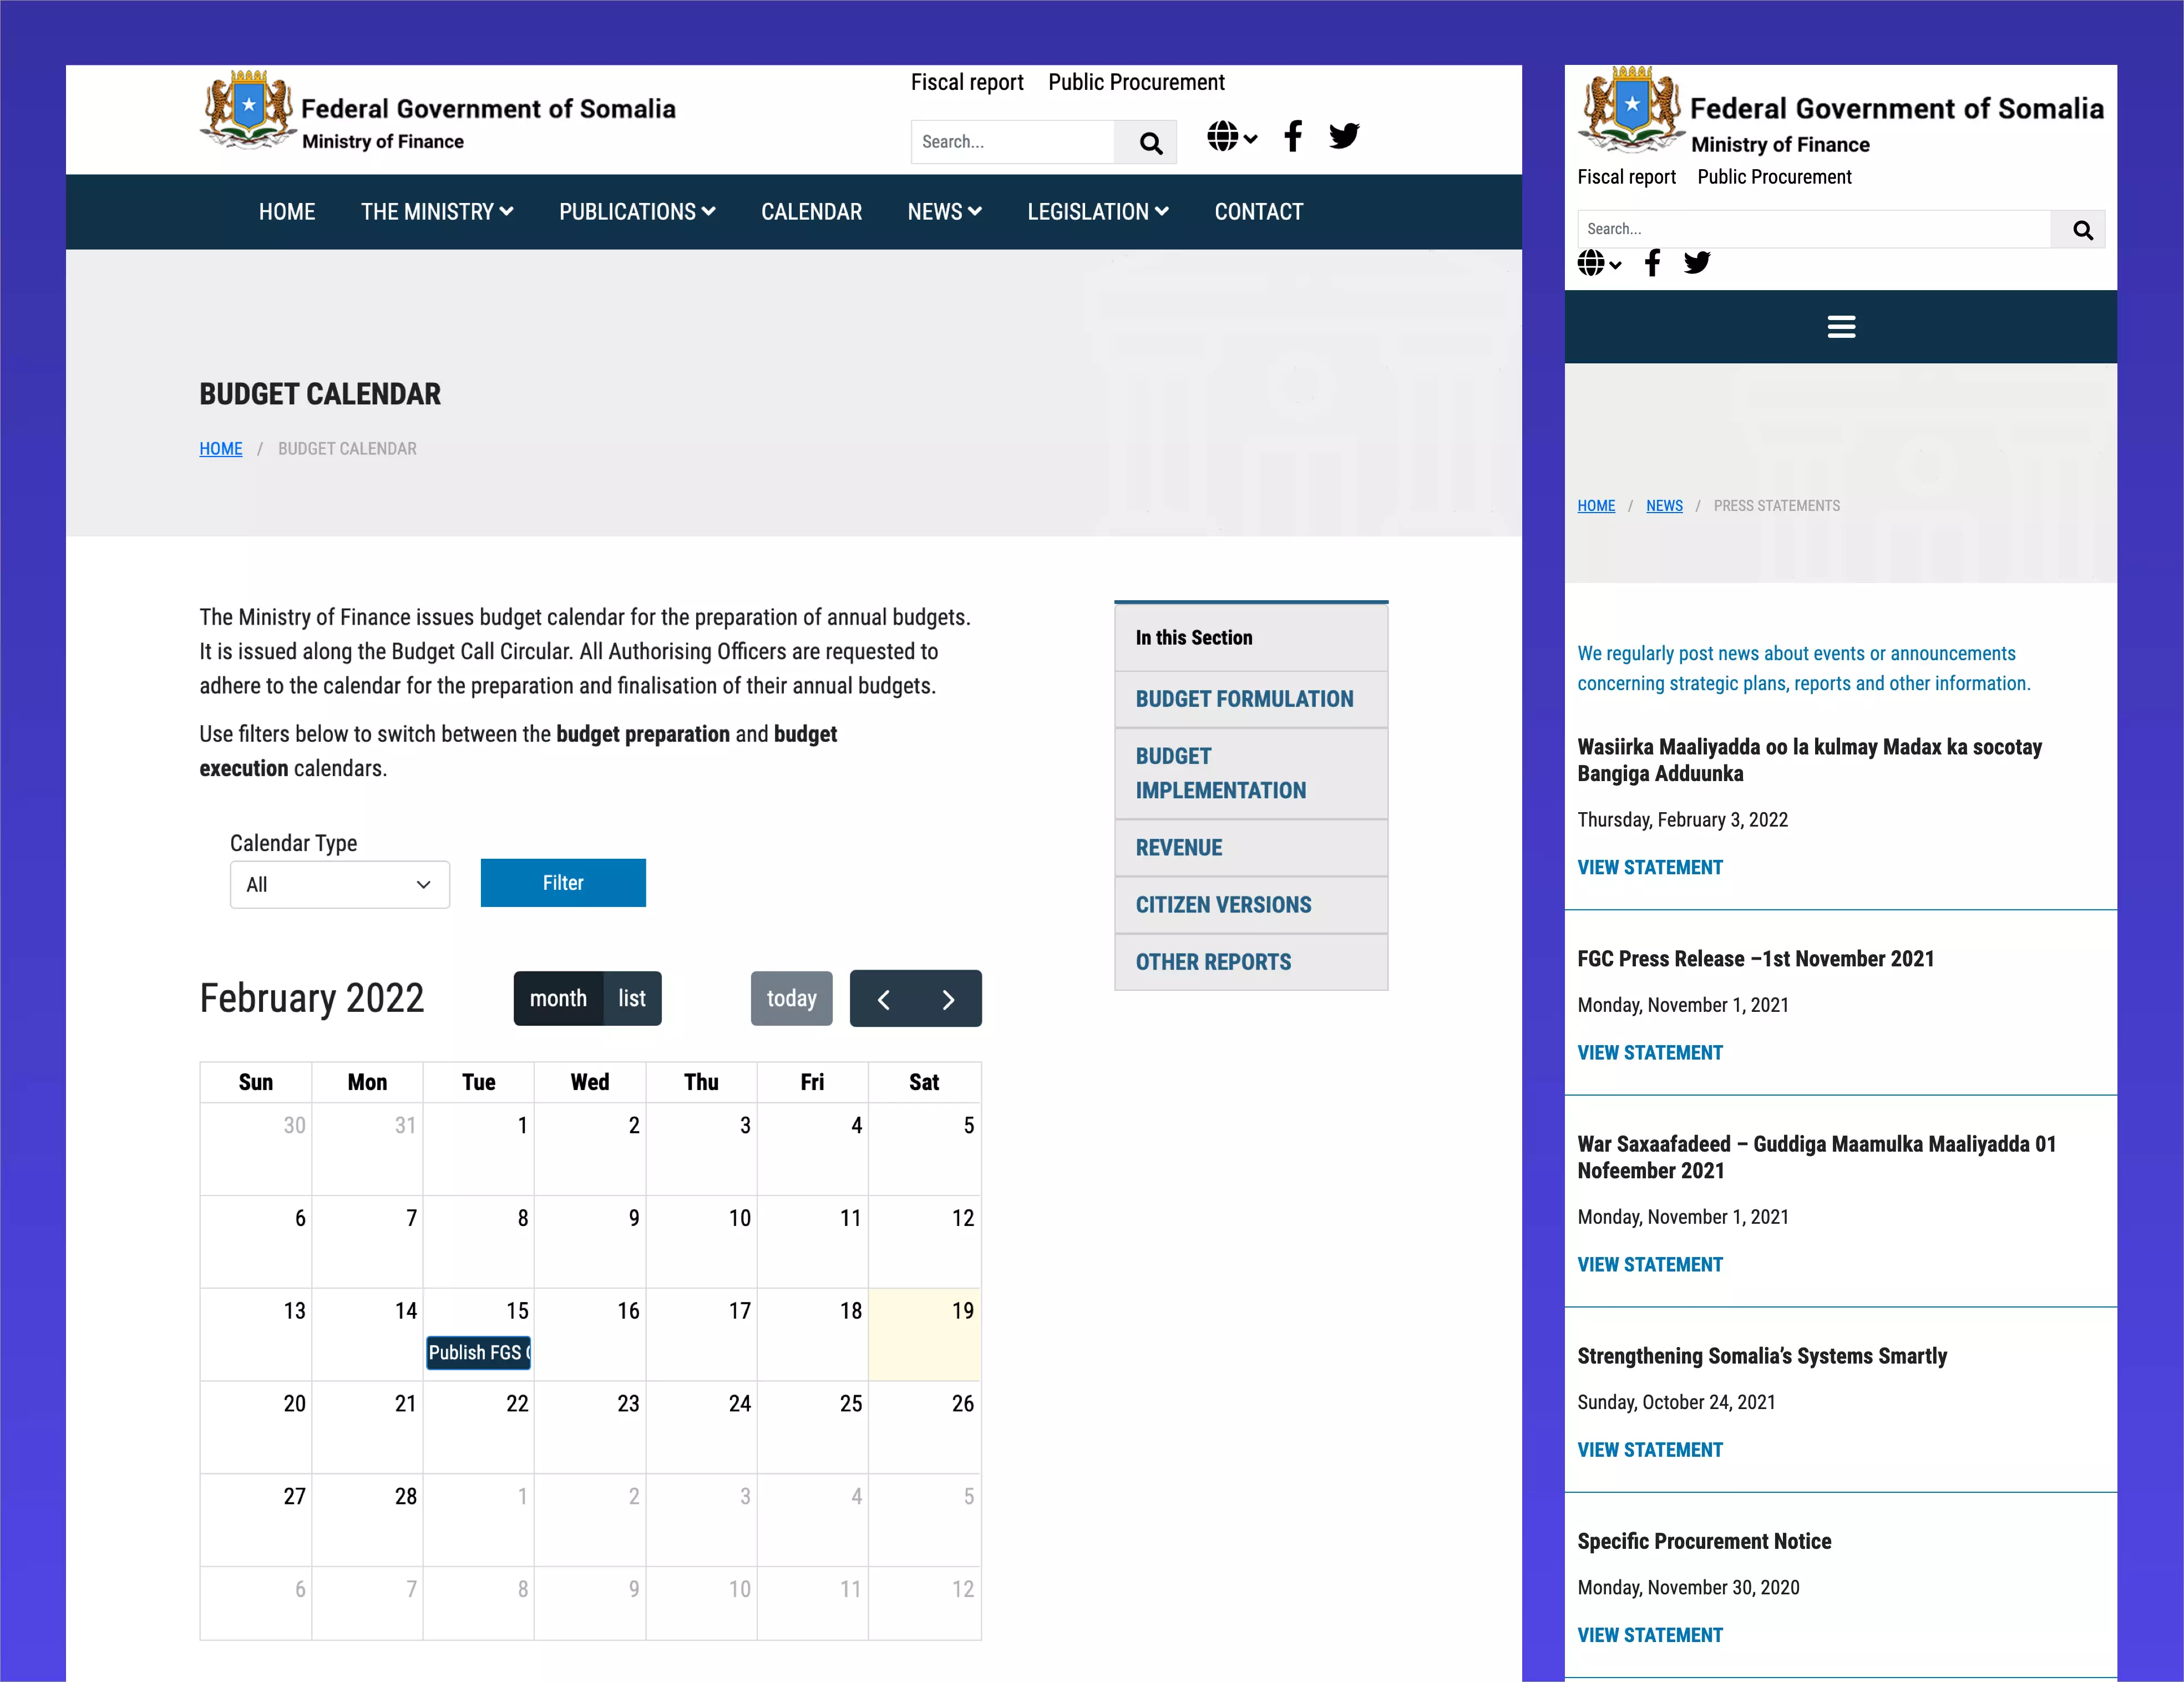 Federal Government of Somalia
Ministry of Finance
Fiscal report Public Procurement
Search...
HOME THE MINISTRY PUBLICATIONS CALENDAR NEWS LEGISLATION CONTACT
BUDGET CALENDAR
HOME / BUDGET CALENDAR
The Ministry of Finance issues budget calendar for the preparation of annual budgets.
It is issued along the Budget Call Circular. All Authorising Officers are requested to
adhere to the calendar for the preparation and finalisation of their annual budgets.
Use filters below to switch between the budget preparation and budget
execution calendars.
Calendar Type
All
Filter
February 2022
month list
today
Sun Mon Tue Wed Thu Fri Sat
30 31 1 2 3 4 5
6 7 8 9 10 11 12
13 14 15 16 17 18 19
Publish FGS
20 21 22 23 24 25 26
27 28 1 2 3 4 5
6 7 8 9 10 11 12
In this Section
BUDGET FORMULATION
BUDGET
IMPLEMENTATION
REVENUE
CITIZEN VERSIONS
OTHER REPORTS
Federal Government of Somalia
Ministry of Finance
Fiscal report Public Procurement
Search...
HOME / NEWS / PRESS STATEMENTS
We regularly post news about events or announcements
concerning strategic plans, reports and other information.
Wasiirka Maaliyadda oo la kulmay Madax ka socotay
Bangiga Adduunka
Thursday, February 3, 2022
VIEW STATEMENT
FGC Press Release –1st November 2021
Monday, November 1, 2021
VIEW STATEMENT
War Saxaafadeed – Guddiga Maamulka Maaliyadda 01
Nofeember 2021
Monday, November 1, 2021
VIEW STATEMENT
Strengthening Somalia’s Systems Smartly
Sunday, October 24, 2021
VIEW STATEMENT
Specific Procurement Notice
Monday, November 30, 2020
VIEW STATEMENT